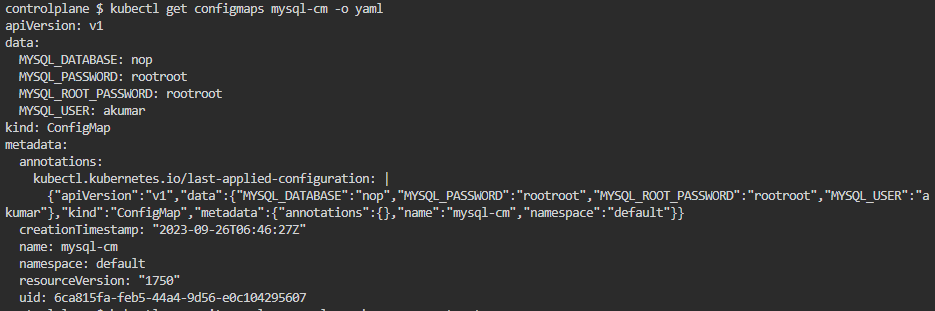 controlplane $ kubectl get configmaps mysql-cm -o yaml
apiVersion: v1
data:
  MYSQL_DATABASE: nop
  MYSQL_PASSWORD: rootroot
  MYSQL_ROOT_PASSWORD: rootroot
  MYSQL_USER: akumar
kind: ConfigMap
metadata:
  annotations:
    kubectl.kubernetes.io/last-applied-configuration: |
      {"apiVersion":"v1","data":{"MYSQL_DATABASE":"nop","MYSQL_PASSWORD":"rootroot","MYSQL_ROOT_PASSWORD":"rootroot","MYSQL_USER":"a
kumar"},"kind":"ConfigMap","metadata":{"annotations":{},"name":"mysql-cm","namespace":"default"}}
  creationTimestamp: "2023-09-26T06:46:27Z"
  name: mysql-cm
  namespace: default
  resourceVersion: "1750"
  uid: 6ca815fa-feb5-44a4-9d56-e0c104295607